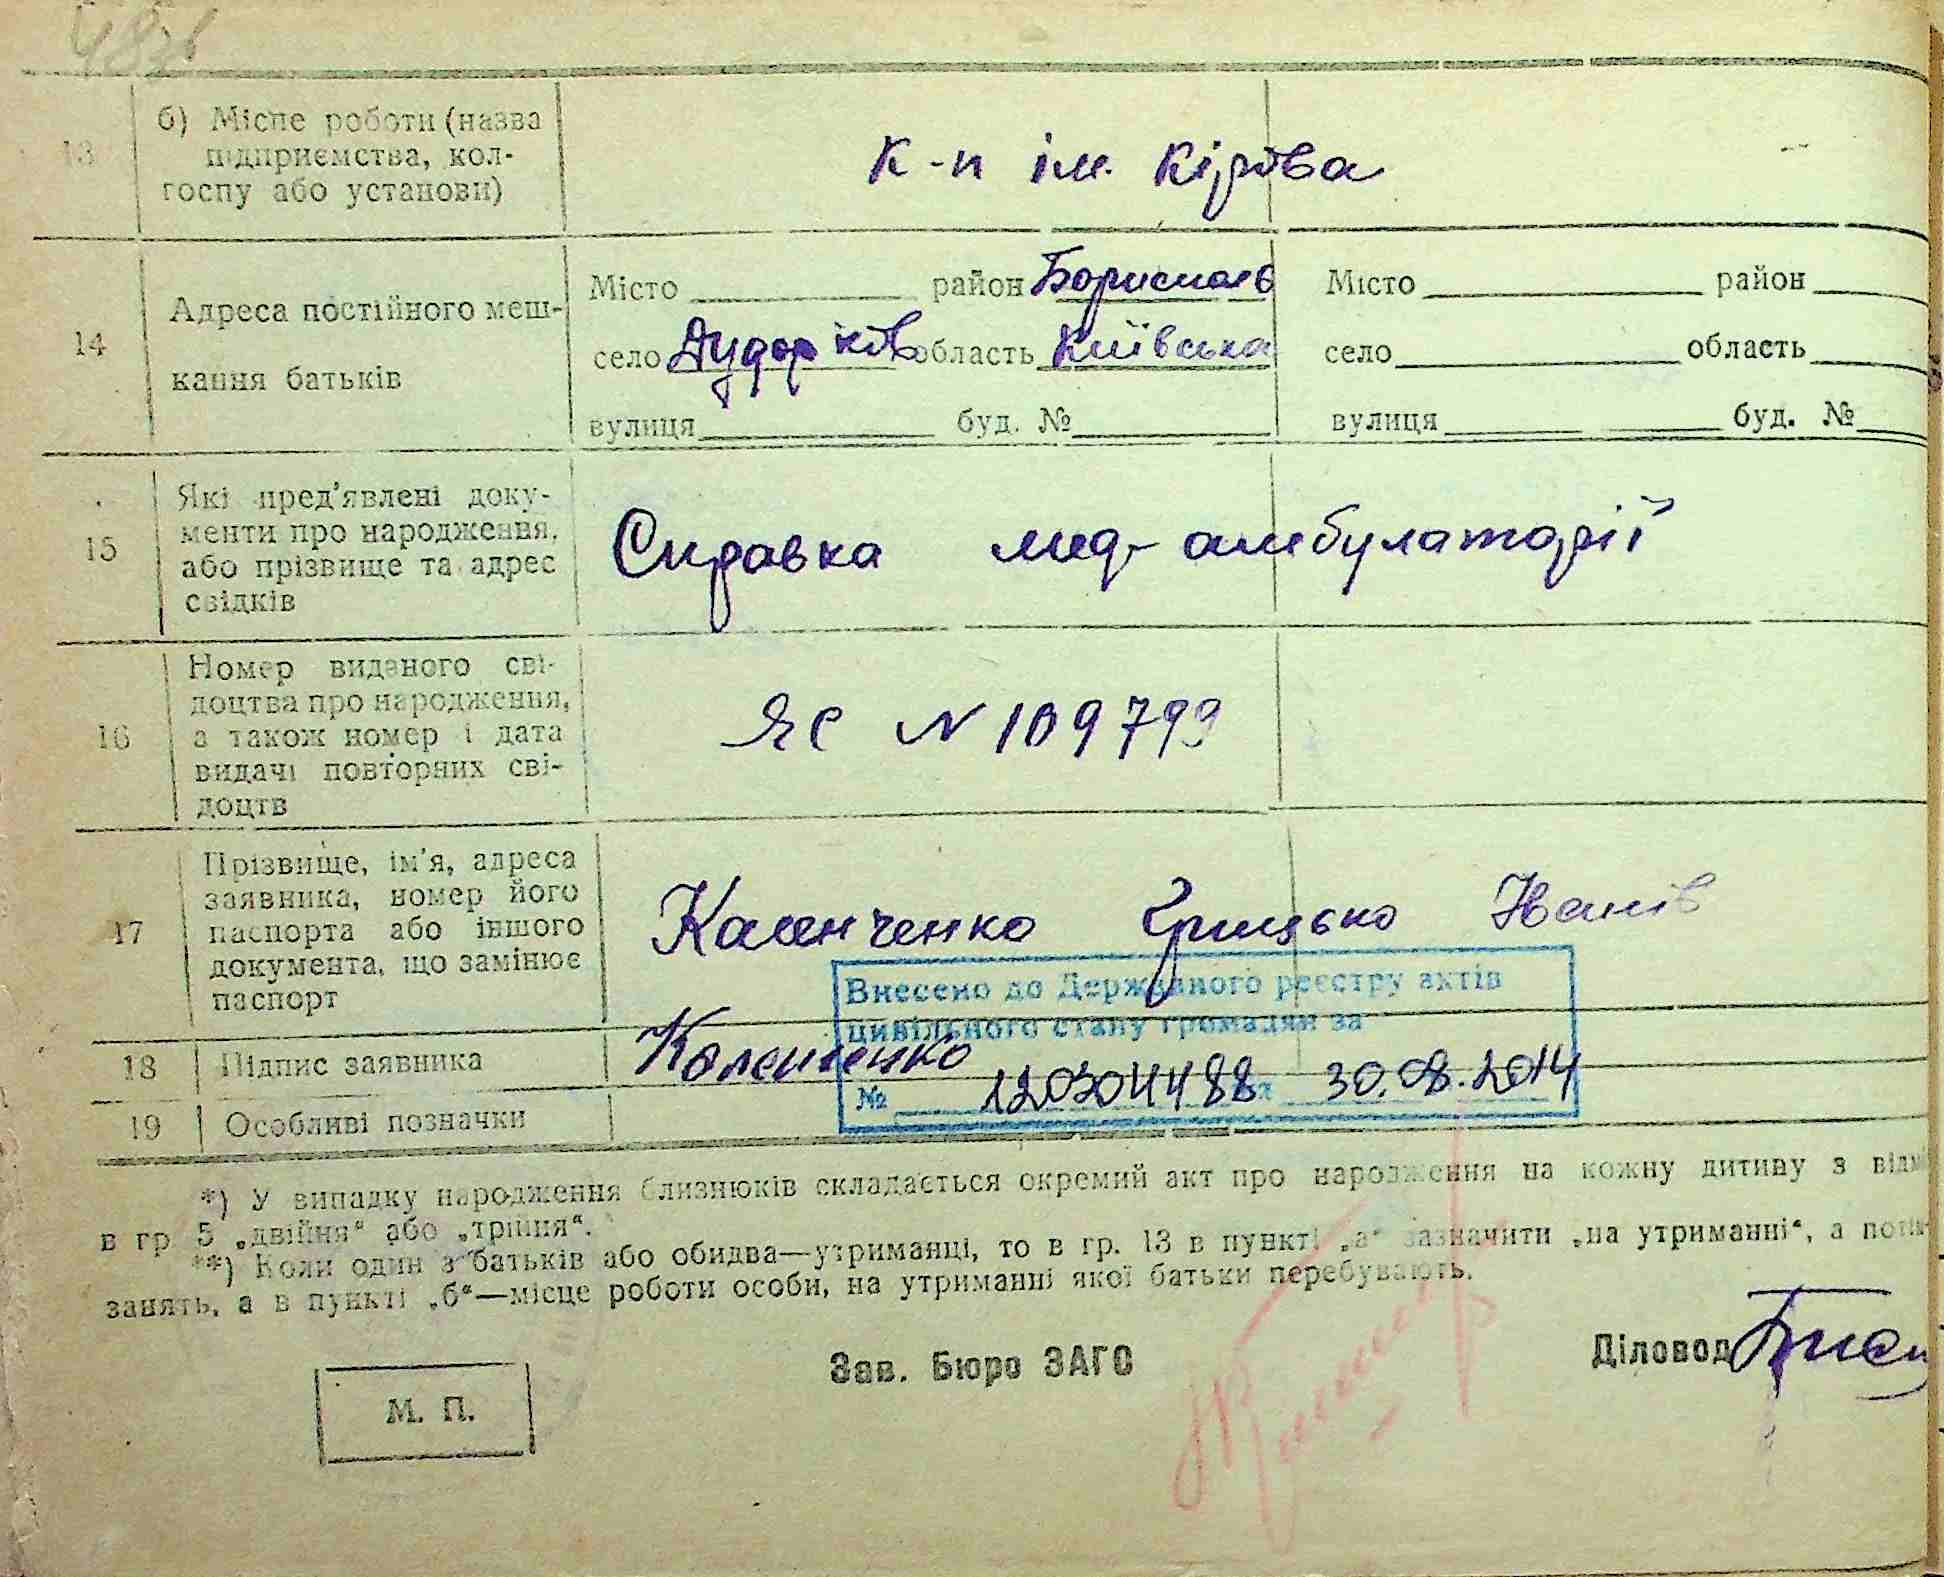 487б
13
б) Місце роботи (назва
підприємства, кол-
госпу або установи)
к-п ім. Кірова
14
Адреса постійного меш-
кання батьків
Місто район Бориспolів
село Дударків область Київська
вулиця буд. №
Місто район
село область
вулиця буд. №
15
Які пред'явлені доку-
менти про народження,
або прізвище та адрес
свідків
Справка мед-амбулаторії
16
Номер виданого сві-
доцтва про народження,
а також номер і дата
видачі повторних сві-
доцтв
ЯС N 109799
17
Прізвище, ім'я, адреса
заявника, номер його
паспорта або іншого
документа, що замінює
паспорт
Каленченко Грицько Іванів
18
Підпис заявника
Каленченко
19
Особливі позначки
Внесено до Державного реєстру актів
цивільного стану громадян за
№ 120304488 30.08.2014
*) У випадку народження близнюків складається окремий акт про народження на кожну дитину з відмі
в гр 5 „двійня“ або „трійня“.
**) Коли один з батьків або обидва—утриманці, то в гр. 13 в пункті „а“ зазначити „на утриманні“, а
занять, а в пункті „б“—місце роботи особи, на утриманні якої батьки перебувають.
Зав. Бюро ЗАГС
Діловод
М. П.